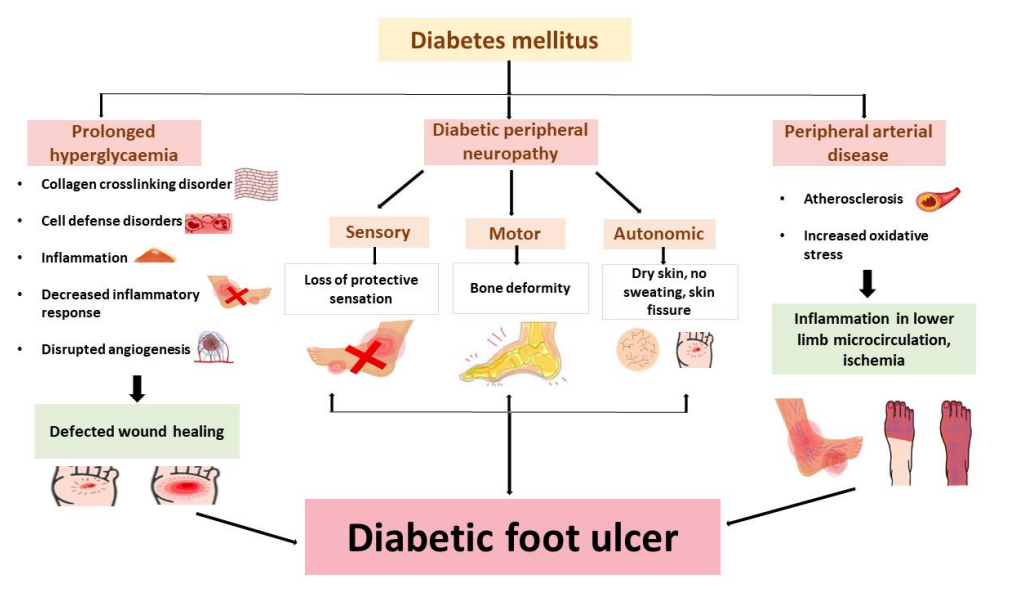 Diabetes mellitus
Prolonged
hyperglycaemia
• Collagen crosslinking disorder
• Cell defense disorders
• Inflammation
• Decreased inflammatory
response
• Disrupted angiogenesis
Defected wound healing
Diabetic peripheral
neuropathy
Sensory
Loss of protective
sensation
Motor
Bone deformity
Autonomic
Dry skin, no
sweating, skin
fissure
Peripheral arterial
disease
• Atherosclerosis
• Increased oxidative
stress
Inflammation in lower
limb microcirculation,
ischemia
Diabetic foot ulcer